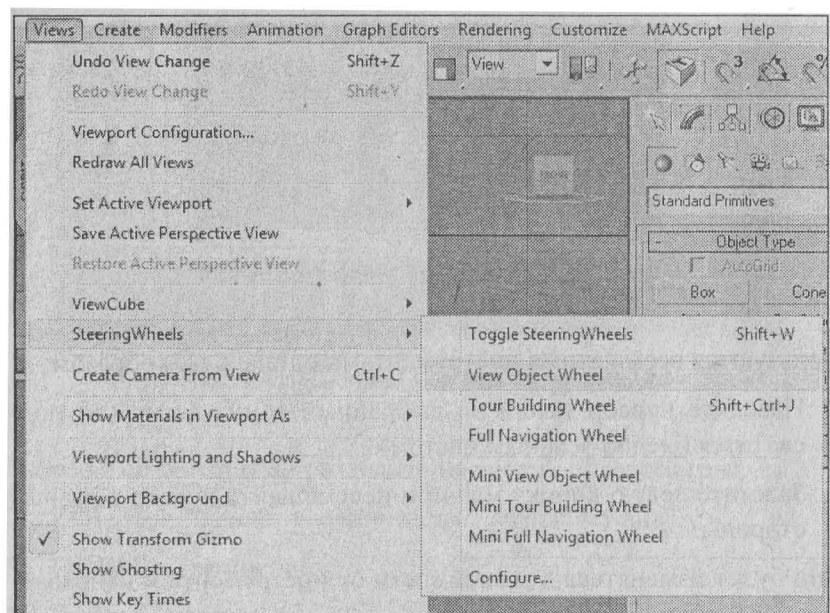 Views Create Modifiers Animation Graph Editors Rendering Customize MAXScript Help
Undo View Change Shift+Z
Redo View Change Shift+Y
Viewport Configuration...
Redraw All Views
Set Active Viewport
Save Active Perspective View
Restore Active Perspective View
ViewCube
SteeringWheels
Create Camera From View Ctrl+C
Show Materials in Viewport As
Viewport Lighting and Shadows
Viewport Background
Show Transform Gizmo
Show Ghosting
Show Key Times
View
3
%
Standard Primitives
- Object Type
AutoGrid
Box Cone
Toggle SteeringWheels Shift+W
View Object Wheel
Tour Building Wheel Shift+Ctrl+J
Full Navigation Wheel
Mini View Object Wheel
Mini Tour Building Wheel
Mini Full Navigation Wheel
Configure...